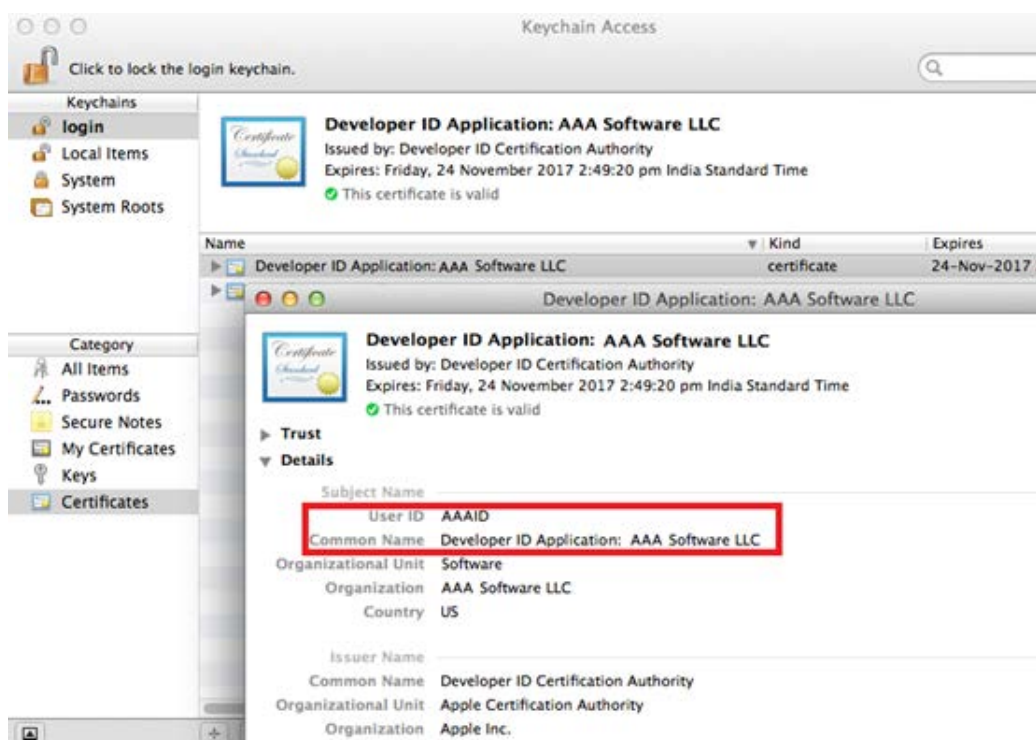 Keychain Access
Click to lock the login keychain.
Keychains
login
Local Items
System
System Roots
Certificate
Standard
Developer ID Application: AAA Software LLC
Issued by: Developer ID Certification Authority
Expires: Friday, 24 November 2017 2:49:20 pm India Standard Time
This certificate is valid
Name Kind Expires
Developer ID Application: AAA Software LLC certificate 24-Nov-2017
Developer ID Application: AAA Software LLC
Category
All Items
Passwords
Secure Notes
My Certificates
Keys
Certificates
Certificate
Standard
Developer ID Application: AAA Software LLC
Issued by: Developer ID Certification Authority
Expires: Friday, 24 November 2017 2:49:20 pm India Standard Time
This certificate is valid
Trust
Details
Subject Name
User ID AAAID
Common Name Developer ID Application: AAA Software LLC
Organizational Unit Software
Organization AAA Software LLC
Country US
Issuer Name
Common Name Developer ID Certification Authority
Organizational Unit Apple Certification Authority
Organization Apple Inc.